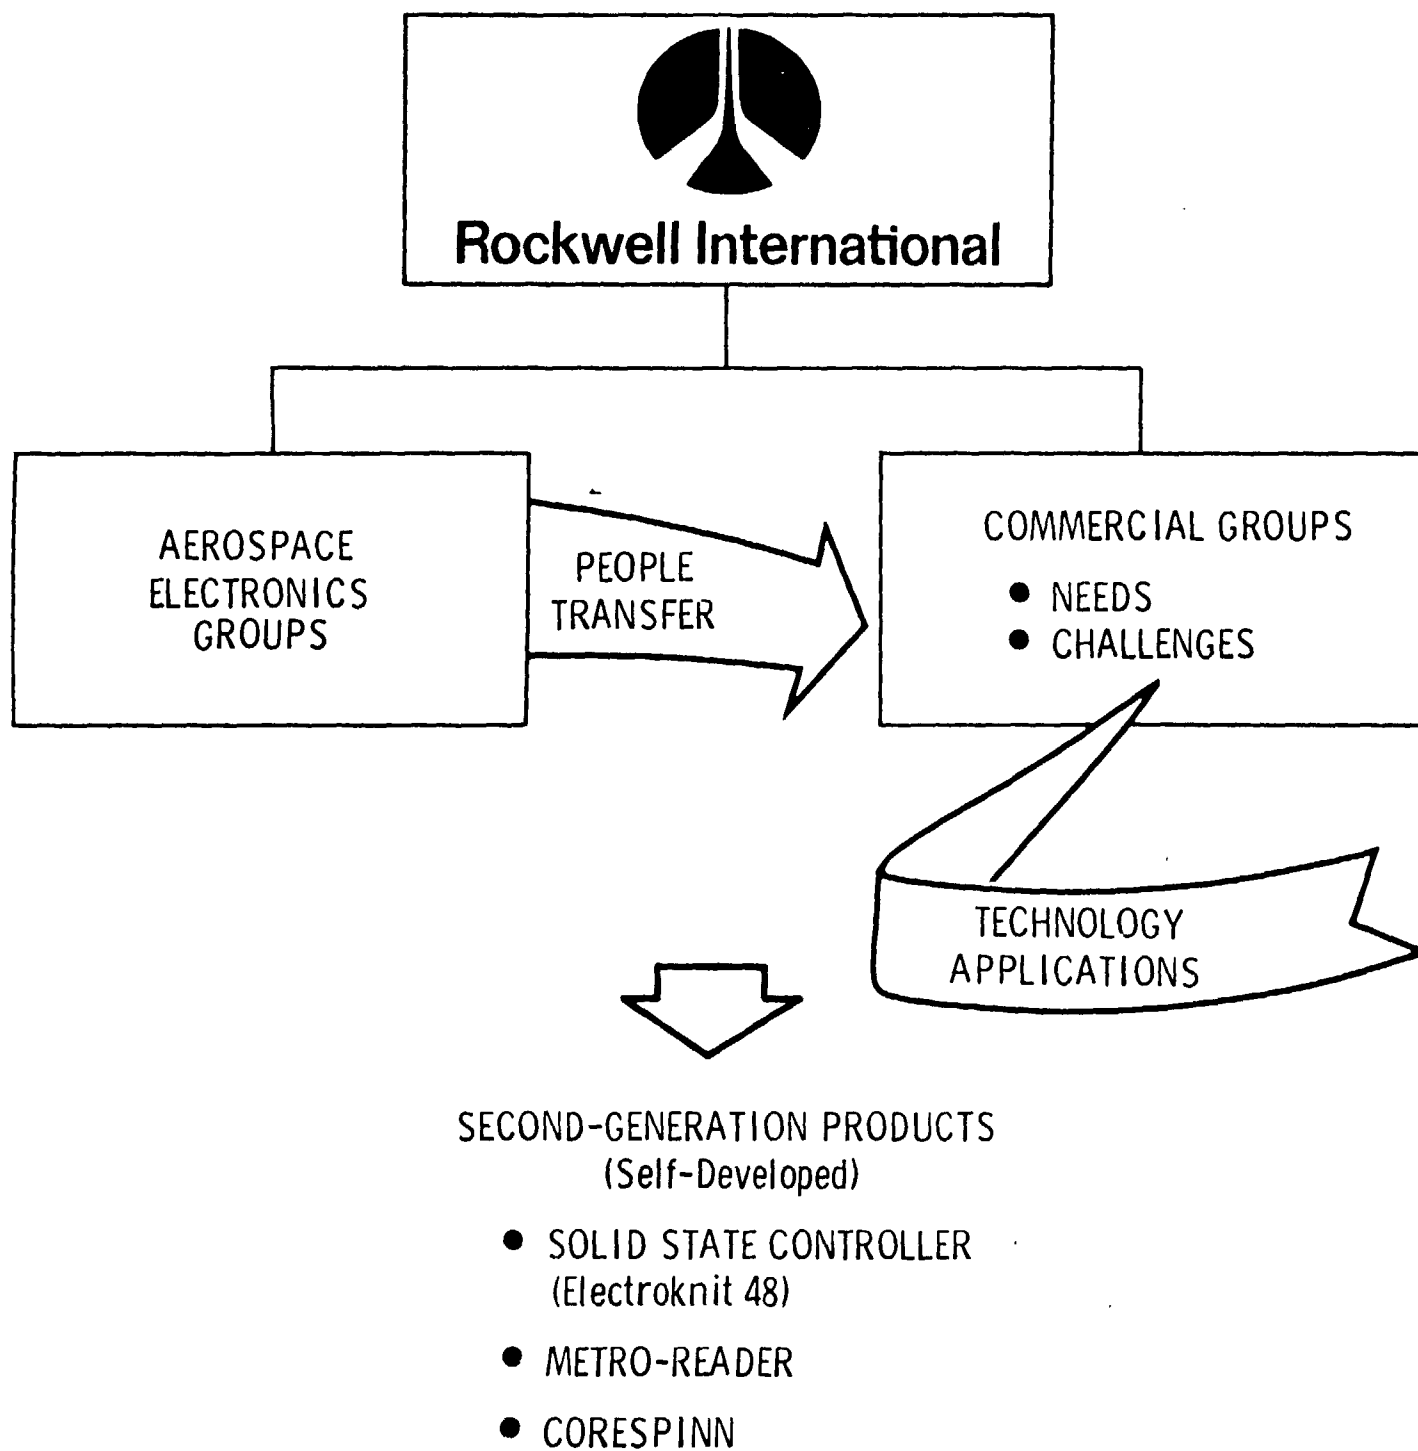 Rockwell International
AEROSPACE
ELECTRONICS
GROUPS
PEOPLE
TRANSFER
COMMERCIAL GROUPS
● NEEDS
● CHALLENGES
TECHNOLOGY
APPLICATIONS
SECOND-GENERATION PRODUCTS
(Self-Developed)
● SOLID STATE CONTROLLER
(Electroknit 48)
● METRO-READER
● CORESPINN